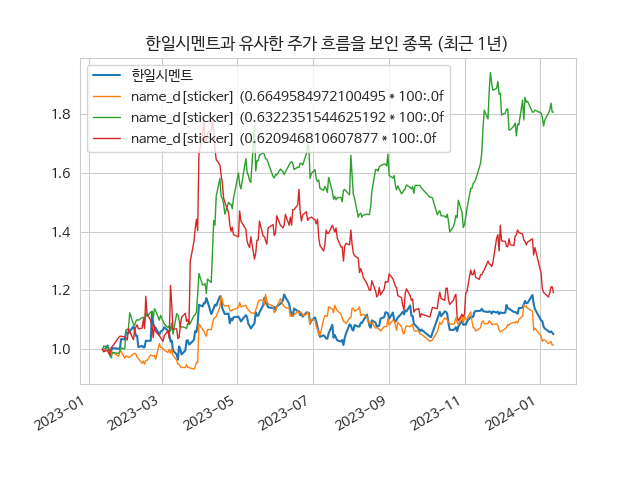 한일시멘트과 유사한 주가 흐름을 보인 종목 (최근 1년)
한일시멘트
name_d[sticker] (0.6649584972100495 * 100:.0f
name_d[sticker] (0.6322351544625192 * 100:.0f
name_d[sticker] (0.620946810607877 * 100:.0f
1.8
1.6
1.4
1.2
1.0
2023-01
2023-03
2023-05
2023-07
2023-09
2023-11
2024-01